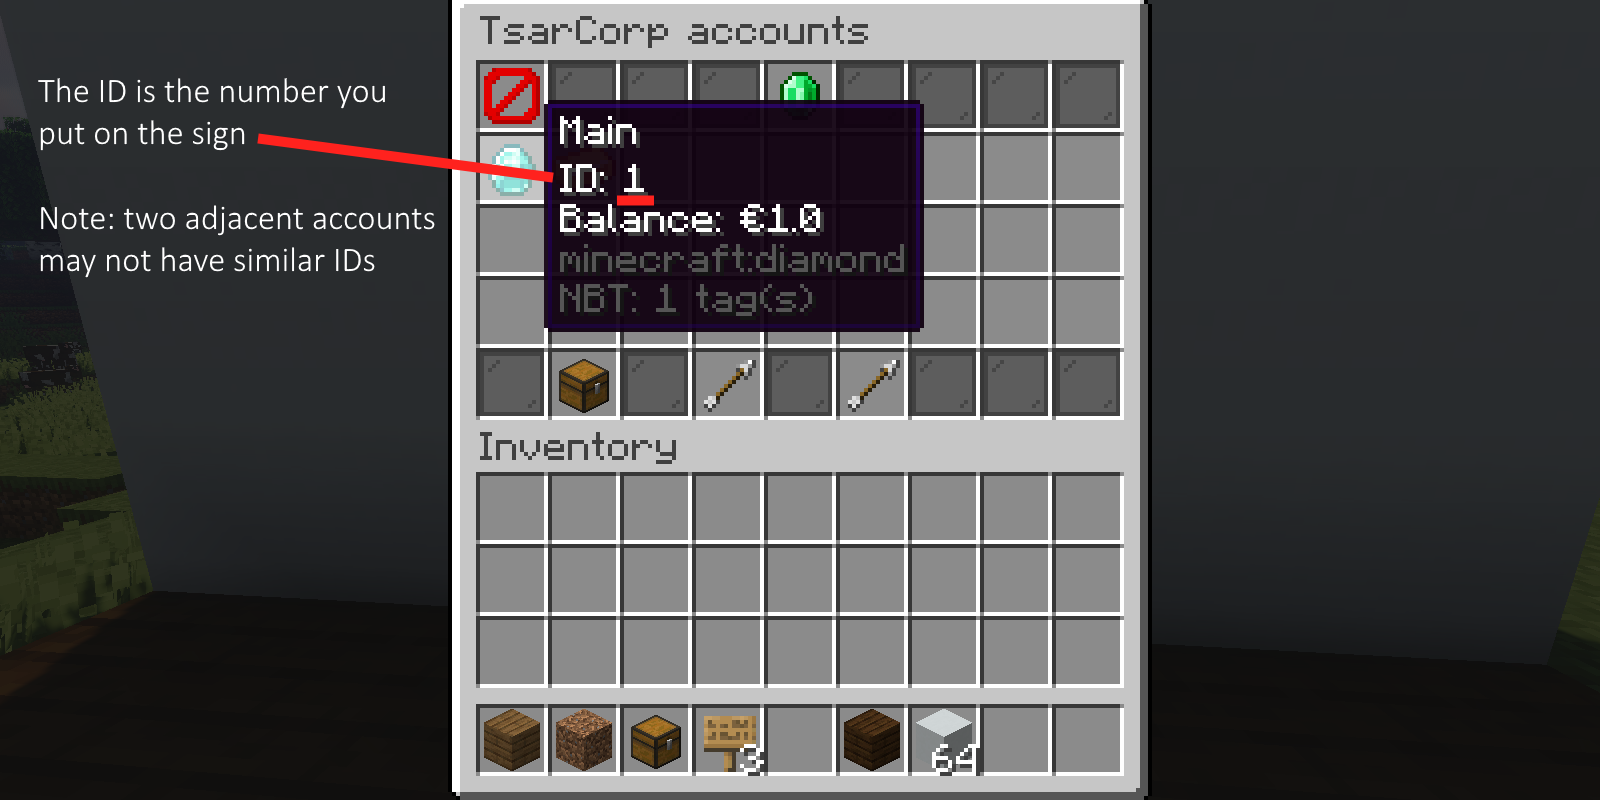 TsarCorp accounts
The ID is the number you
put on the sign
Note: two adjacent accounts
may not have similar IDs
Main
ID: 1
Balance: €1.0
minecraft:diamond
NBT: 1 tag(s)
Inventory
3
64